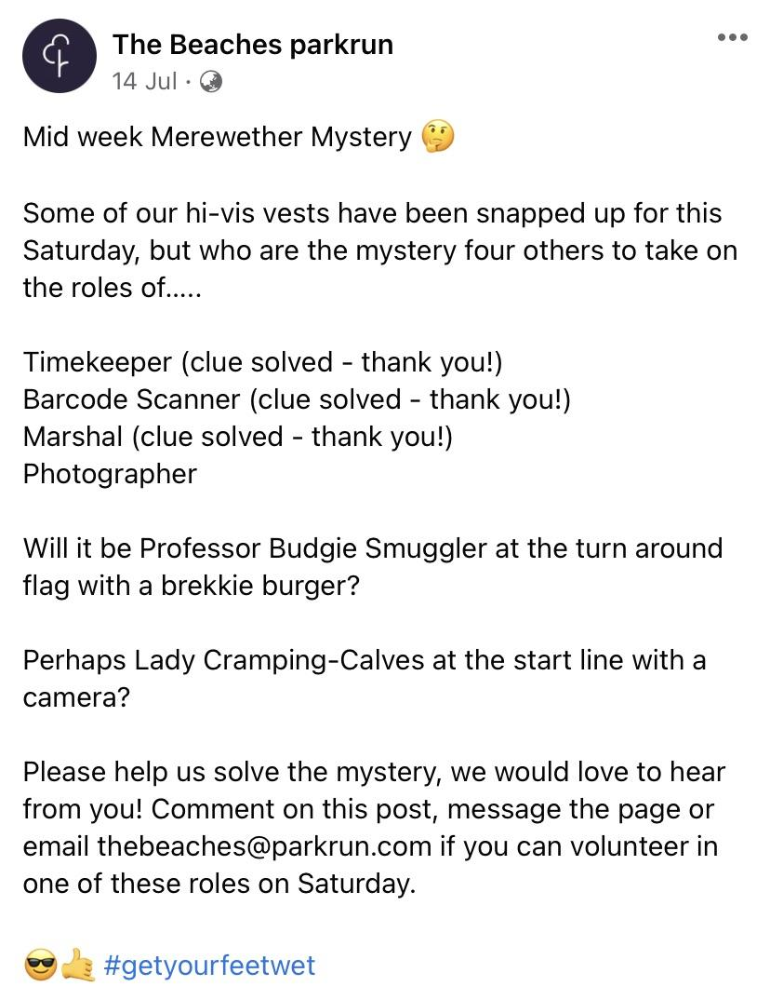 The Beaches parkrun
14 Jul ·
Mid week Merewether Mystery 🤔
Some of our hi-vis vests have been snapped up for this
Saturday, but who are the mystery four others to take on
the roles of.....
Timekeeper (clue solved - thank you!)
Barcode Scanner (clue solved - thank you!)
Marshal (clue solved - thank you!)
Photographer
Will it be Professor Budgie Smuggler at the turn around
flag with a brekkie burger?
Perhaps Lady Cramping-Calves at the start line with a
camera?
Please help us solve the mystery, we would love to hear
from you! Comment on this post, message the page or
email thebeaches@parkrun.com if you can volunteer in
one of these roles on Saturday.
😎🤙 #getyourfeetwet